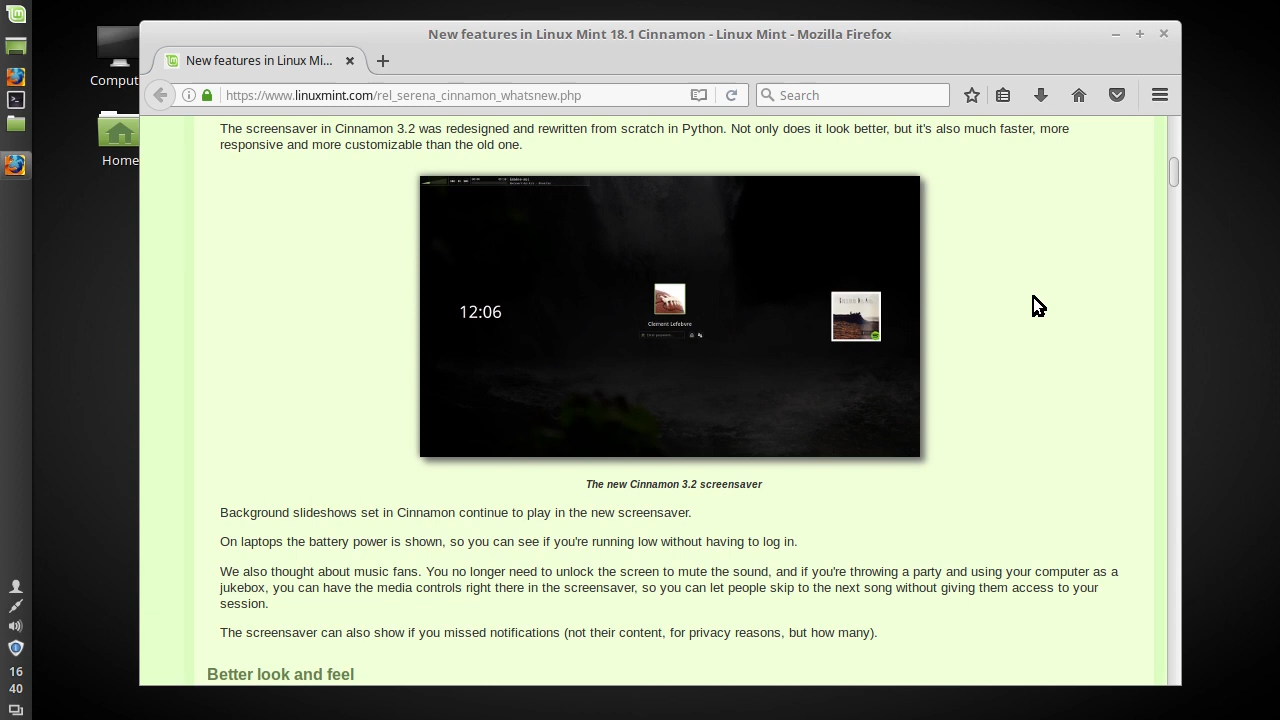 New features in Linux Mint 18.1 Cinnamon - Linux Mint - Mozilla Firefox
New features in Linux Mi...
https://www.linuxmint.com/rel_serena_cinnamon_whatsnew.php
Search
Comput
Home
The screensaver in Cinnamon 3.2 was redesigned and rewritten from scratch in Python. Not only does it look better, but it's also much faster, more
responsive and more customizable than the old one.
12:06
Clement Lefebvre
The new Cinnamon 3.2 screensaver
Background slideshows set in Cinnamon continue to play in the new screensaver.
On laptops the battery power is shown, so you can see if you're running low without having to log in.
We also thought about music fans. You no longer need to unlock the screen to mute the sound, and if you're throwing a party and using your computer as a
jukebox, you can have the media controls right there in the screensaver, so you can let people skip to the next song without giving them access to your
session.
The screensaver can also show if you missed notifications (not their content, for privacy reasons, but how many).
Better look and feel
16
40